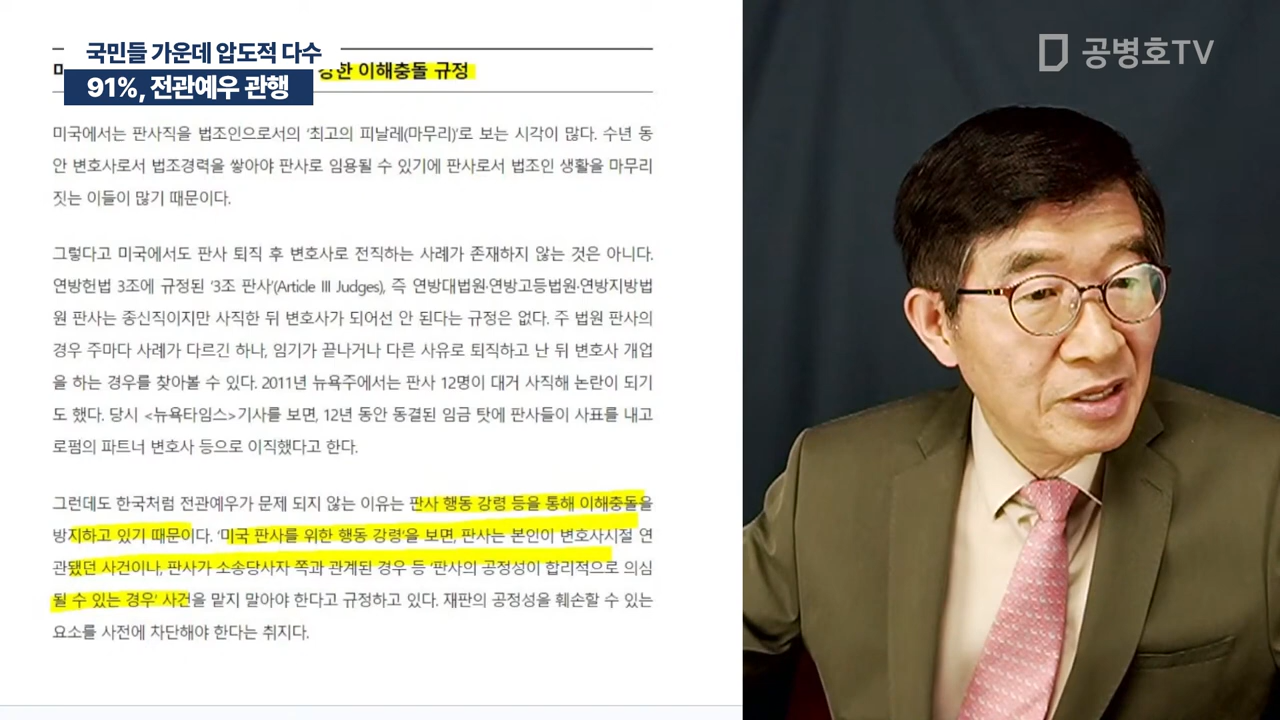 국민들 가운데 압도적 다수
91%, 전관예우 관행
이해충돌 규정
공병호TV
미국에서는 판사직을 법조인으로서의 '최고의 피날레(마무리)'로 보는 시각이 많다. 수년 동
안 변호사로서 법조경력을 쌓아야 판사로 임용될 수 있기에 판사로서 법조인 생활을 마무리
짓는 이들이 많기 때문이다.
그렇다고 미국에서도 판사 퇴직 후 변호사로 전직하는 사례가 존재하지 않는 것은 아니다.
연방헌법 3조에 규정된 '3조 판사'(Article III Judges), 즉 연방대법원·연방고등법원·연방지방법
원 판사는 종신직이지만 사직한 뒤 변호사가 되어선 안 된다는 규정은 없다. 주 법원 판사의
경우 주마다 사례가 다르긴 하나, 임기가 끝나거나 다른 사유로 퇴직하고 난 뒤 변호사 개업
을 하는 경우를 찾아볼 수 있다. 2011년 뉴욕주에서는 판사 12명이 대거 사직해 논란이 되기
도 했다. 당시 <뉴욕타임스>기사를 보면, 12년 동안 동결된 임금 탓에 판사들이 사표를 내고
로펌의 파트너 변호사 등으로 이직했다고 한다.
그런데도 한국처럼 전관예우가 문제 되지 않는 이유는 판사 행동 강령 등을 통해 이해충돌을
방지하고 있기 때문이다. '미국 판사를 위한 행동 강령'을 보면, 판사는 본인이 변호사시절 연
관됐던 사건이나, 판사가 소송당사자 쪽과 관계된 경우 등 '판사의 공정성이 합리적으로 의심
될 수 있는 경우' 사건을 맡지 말아야 한다고 규정하고 있다. 재판의 공정성을 훼손할 수 있는
요소를 사전에 차단해야 한다는 취지다.